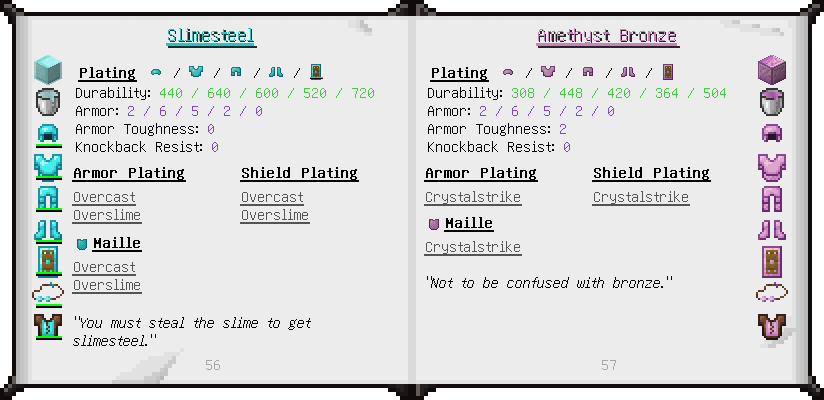 Slimesteel
Plating / / / /
Durability: 440 / 640 / 600 / 520 / 720
Armor: 2 / 6 / 5 / 2 / 0
Armor Toughness: 0
Knockback Resist: 0
Armor Plating
Overcast
Overslime
Shield Plating
Overcast
Overslime
Maille
Overcast
Overslime
"You must steal the slime to get
slimesteel."
56
Amethyst Bronze
Plating / / / /
Durability: 308 / 448 / 420 / 364 / 504
Armor: 2 / 6 / 5 / 2 / 0
Armor Toughness: 2
Knockback Resist: 0
Armor Plating
Crystalstrike
Shield Plating
Crystalstrike
Maille
Crystalstrike
"Not to be confused with bronze."
57